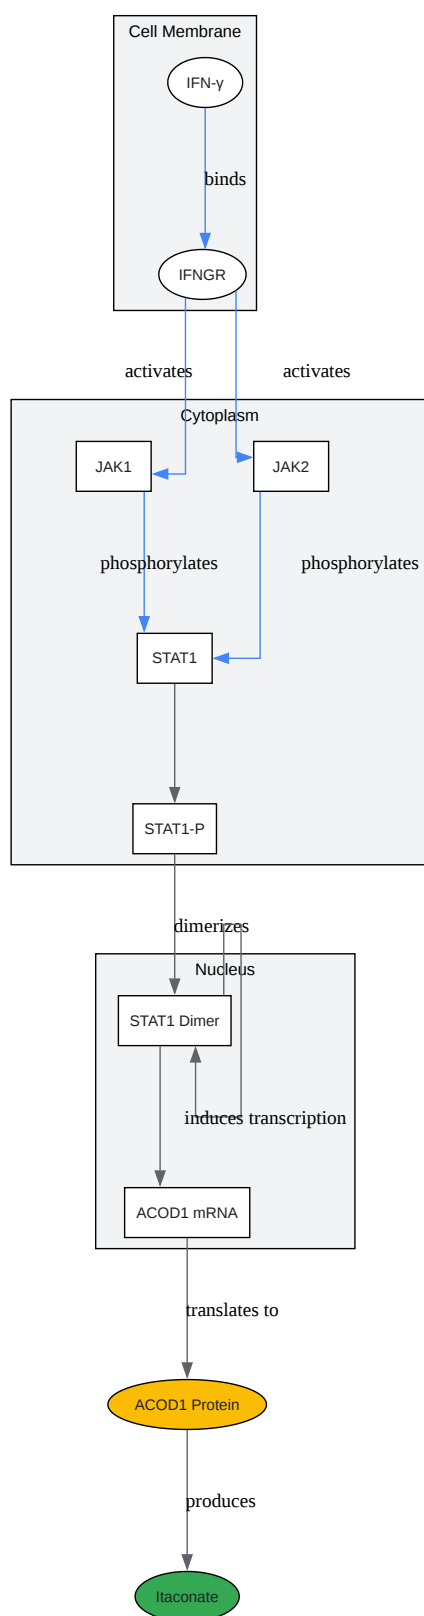 Cell Membrane
IFN-γ
binds
IFNGR
activates
activates
Cytoplasm
JAK1
JAK2
phosphorylates
phosphorylates
STAT1
STAT1-P
dimerizes
Nucleus
STAT1 Dimer
induces transcription
ACOD1 mRNA
translates to
ACOD1 Protein
produces
Itaconate